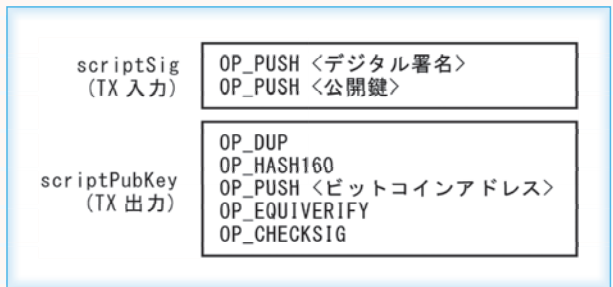 scriptSig
(TX 入力)
OP_PUSH <デジタル署名>
OP_PUSH <公開鍵>
scriptPubKey
(TX 出力)
OP_DUP
OP_HASH160
OP_PUSH <ビットコインアドレス>
OP_EQUIVERIFY
OP_CHECKSIG